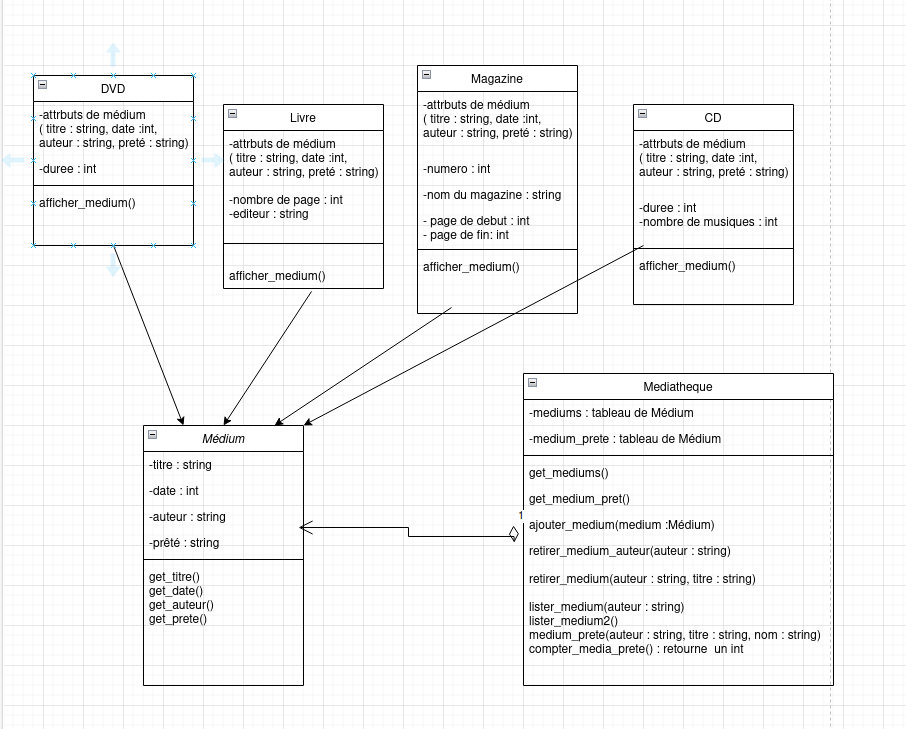 DVD
-attrbuts de médium
( titre : string, date :int,
auteur : string, preté : string)
-duree : int
afficher_medium()
Livre
-attrbuts de médium
( titre : string, date :int,
auteur : string, preté : string)
-nombre de page : int
-editeur : string
afficher_medium()
Magazine
-attrbuts de médium
( titre : string, date :int,
auteur : string, preté : string)
-numero : int
-nom du magazine : string
- page de debut : int
- page de fin: int
afficher_medium()
CD
-attrbuts de médium
( titre : string, date :int,
auteur : string, preté : string)
-duree : int
-nombre de musiques : int
afficher_medium()
Médium
-titre : string
-date : int
-auteur : string
-prêté : string
get_titre()
get_date()
get_auteur()
get_prete()
1
Mediatheque
-mediums : tableau de Médium
-medium_prete : tableau de Médium
get_mediums()
get_medium_pret()
ajouter_medium(medium :Médium)
retirer_medium_auteur(auteur : string)
retirer_medium(auteur : string, titre : string)
lister_medium(auteur : string)
lister_medium2()
medium_prete(auteur : string, titre : string, nom : string)
compter_media_prete() : retourne  un int